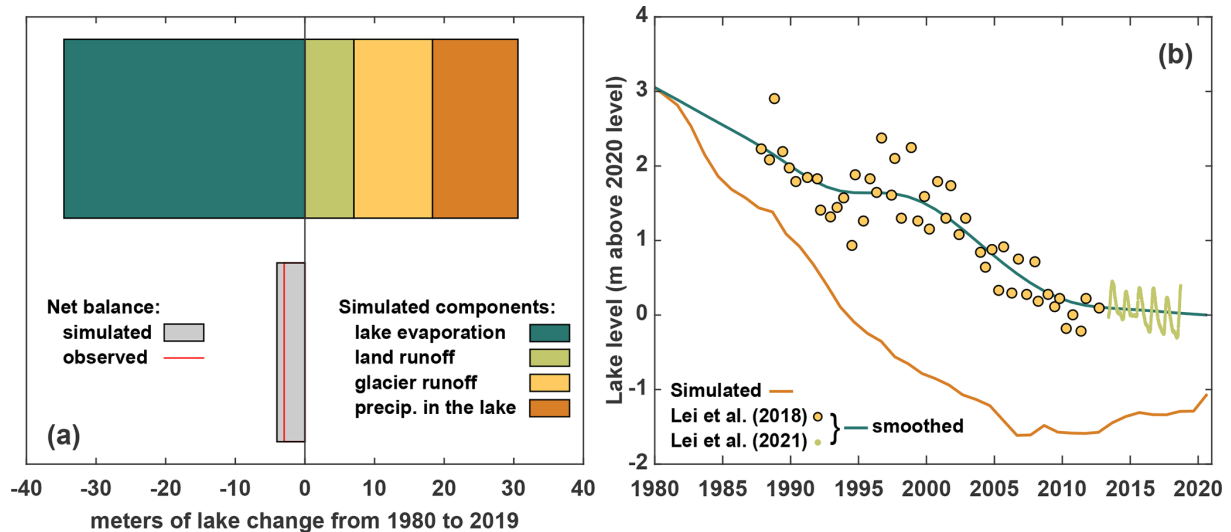 Net balance:
simulated
observed
Simulated components:
lake evaporation
land runoff
glacier runoff
precip. in the lake
(a)
-40 -30 -20 -10 0 10 20 30 40
meters of lake change from 1980 to 2019
(b)
Lake level (m above 2020 level)
4
3
2
1
0
-1
-2
Simulated
Lei et al. (2018)
Lei et al. (2021)
} smoothed
1980 1985 1990 1995 2000 2005 2010 2015 2020